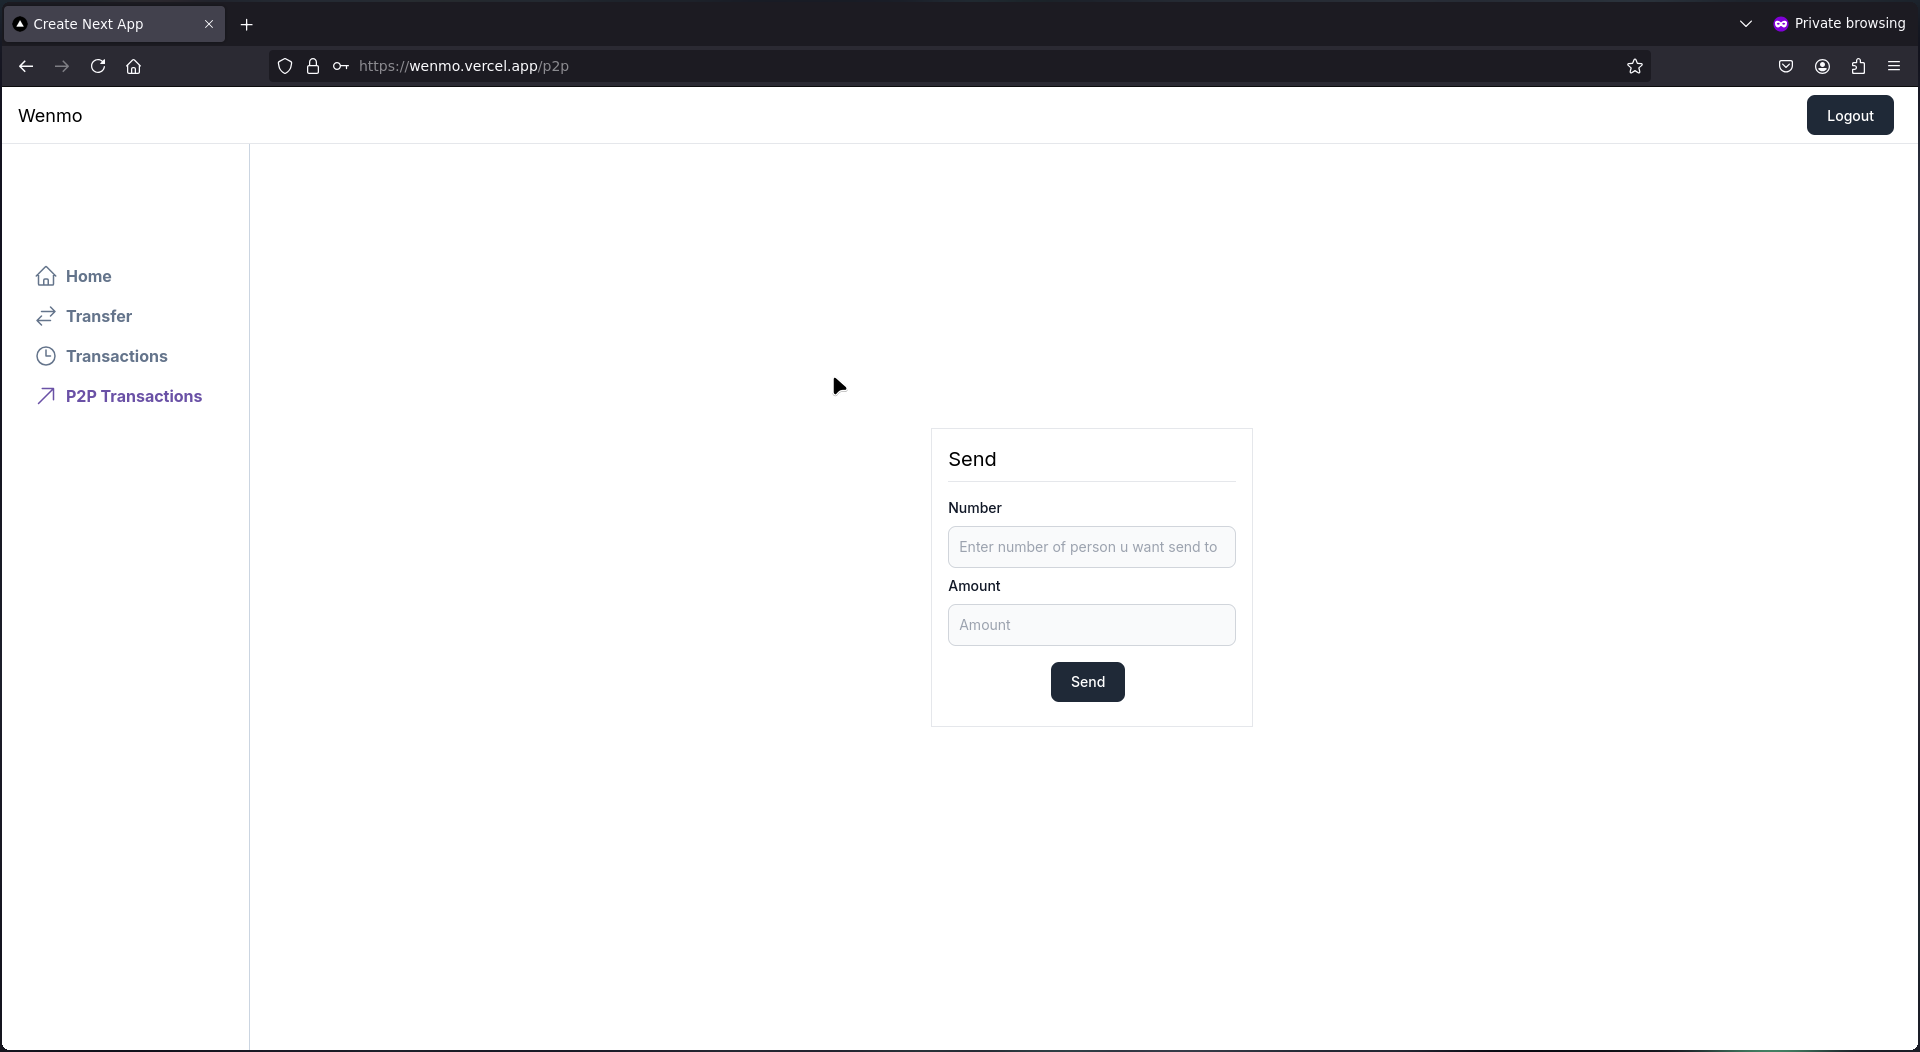 Create Next App
Private browsing
https://wenmo.vercel.app/p2p
Wenmo
Logout
Home
Transfer
Transactions
P2P Transactions
Send
Number
Enter number of person u want send to
Amount
Amount
Send